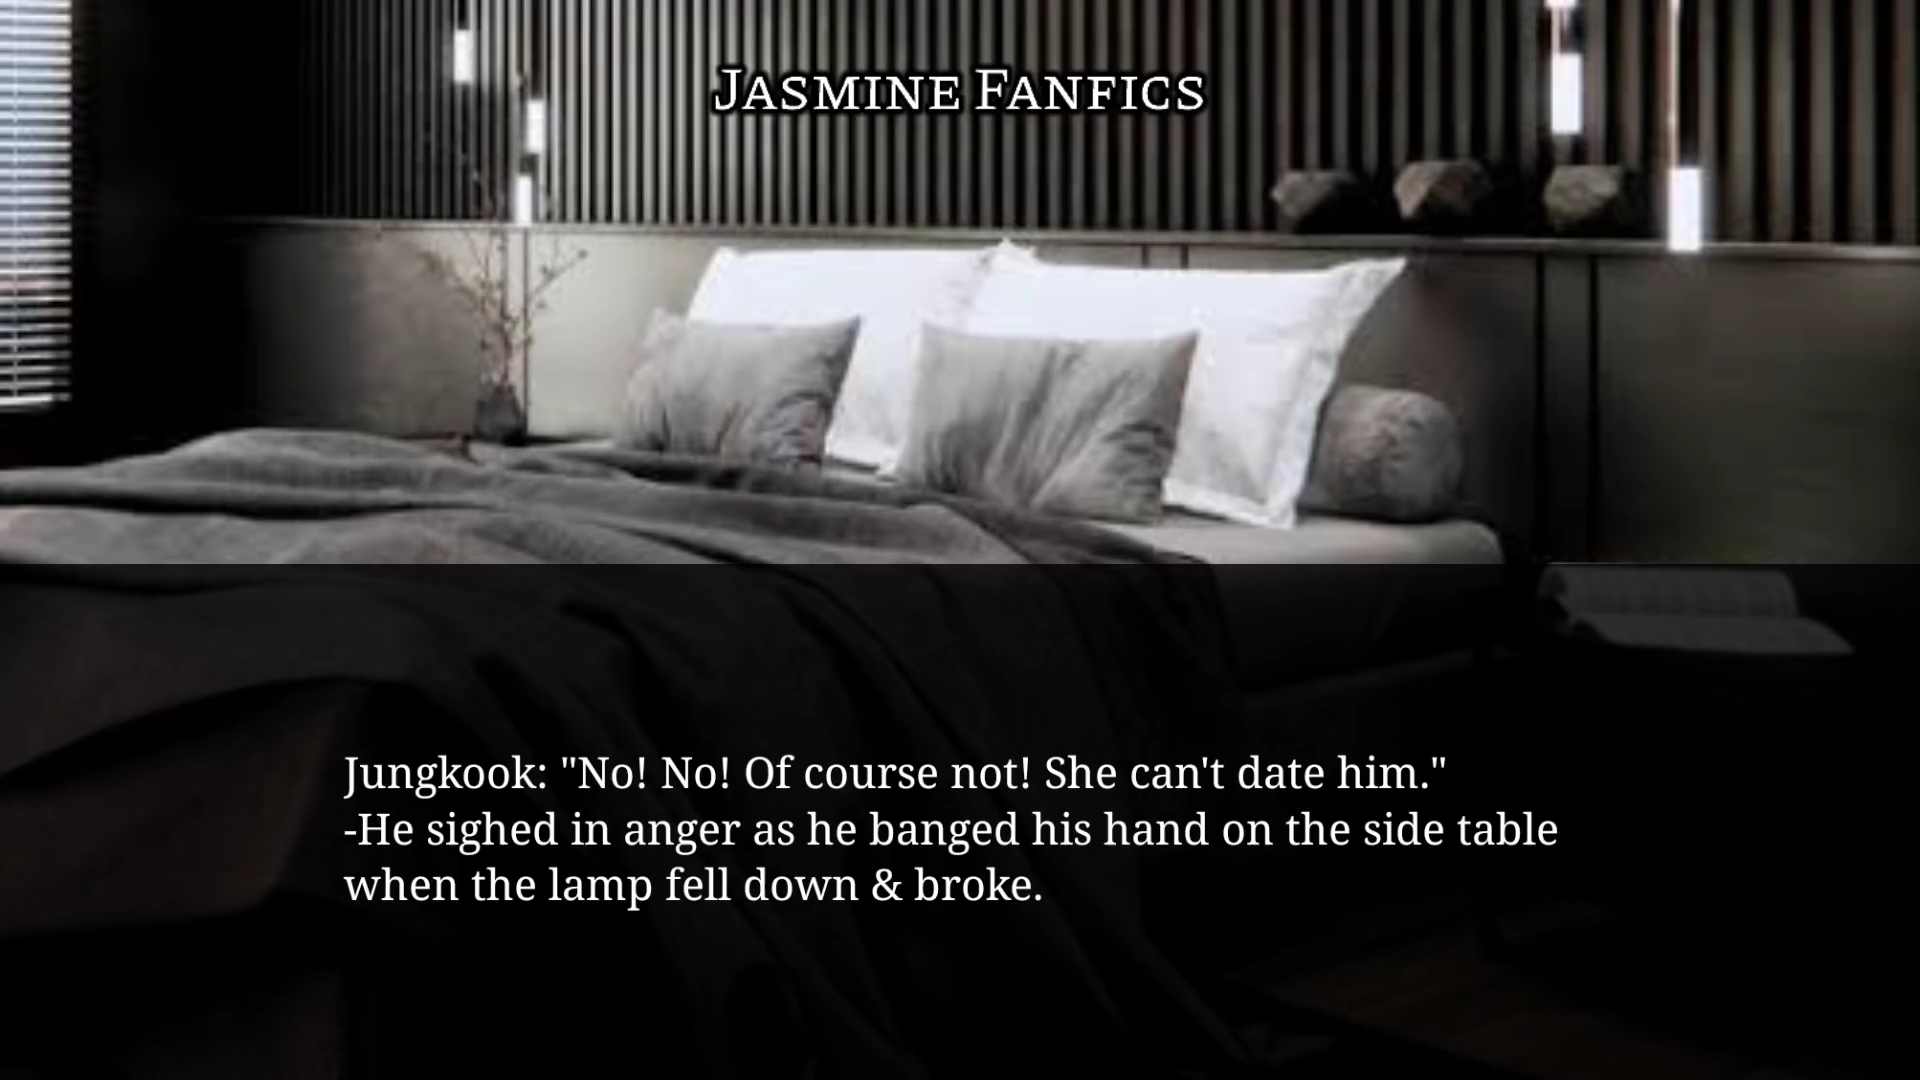 Jasmine Fanfics
Jungkook: "No! No! Of course not! She can't date him."
-He sighed in anger as he banged his hand on the side table
when the lamp fell down & broke.